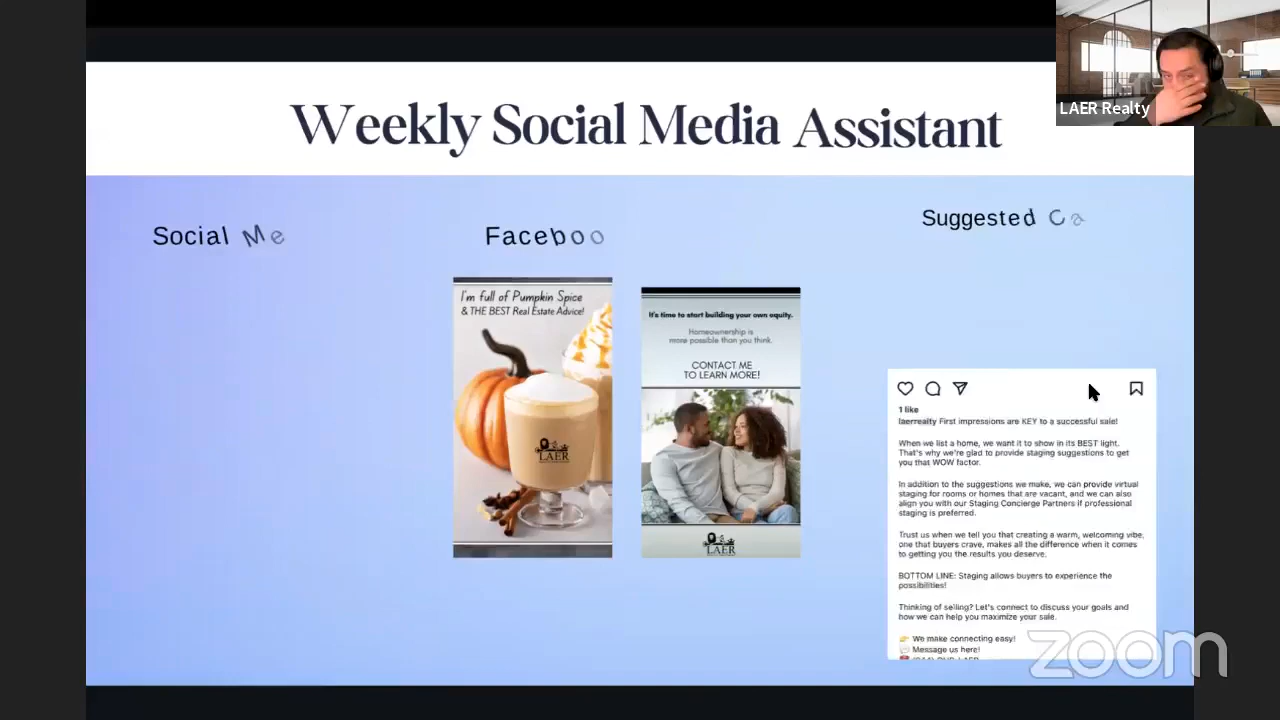 Weekly Social Media Assistant
LAER Realty
Social Me
Faceboo
Suggested Ca
I'm full of Pumpkin Spice
& THE BEST Real Estate Advice!
LAER
It's time to start building your own equity.
Homeownership is
more possible than you think.
CONTACT ME
TO LEARN MORE!
LAER
1 like
laerrealty First impressions are KEY to a successful sale!
When we list a home, we want it to show in its BEST light.
That's why we're glad to provide staging suggestions to get
you that WOW factor.
In addition to the suggestions we make, we can provide virtual
staging for rooms or homes that are vacant, and we can also
align you with our Staging Concierge Partners if professional
staging is preferred.
Trust us when we tell you that creating a warm, welcoming vibe,
one that buyers crave, makes all the difference when it comes
to getting you the results you deserve.
BOTTOM LINE: Staging allows buyers to experience the
possibilities!
Thinking of selling? Let's connect to discuss your goals and
how we can help you maximize your sale.
We make connecting easy!
Message us here!
zoom